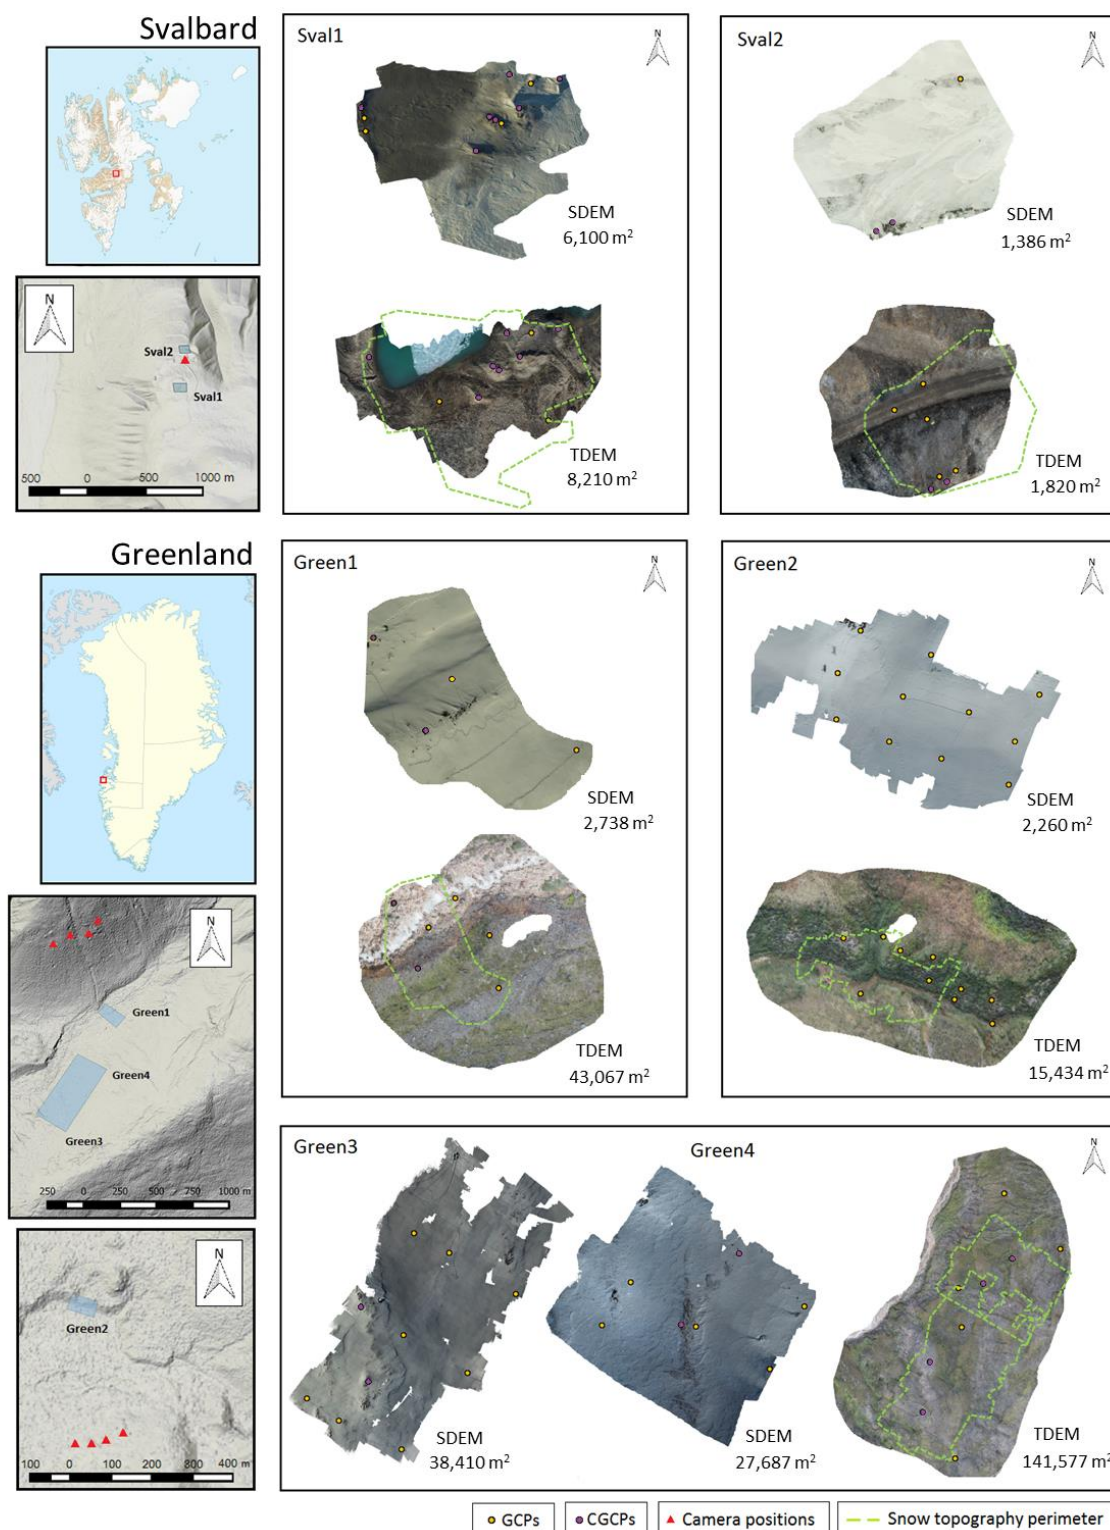 Svalbard
Sval1
N
SDEM
6,100 m²
TDEM
8,210 m²
Sval2
N
SDEM
1,386 m²
TDEM
1,820 m²
N
Sval2
Sval1
500 0 500 1000 m
Greenland
Green1
N
SDEM
2,738 m²
TDEM
43,067 m²
Green2
N
SDEM
2,260 m²
TDEM
15,434 m²
N
Green1
Green4
Green3
250 0 250 500 750 1000 m
N
Green2
100 0 100 200 300 400 m
Green3
Green4
N
SDEM
38,410 m²
SDEM
27,687 m²
TDEM
141,577 m²
GCPs
CGCPs
Camera positions
Snow topography perimeter